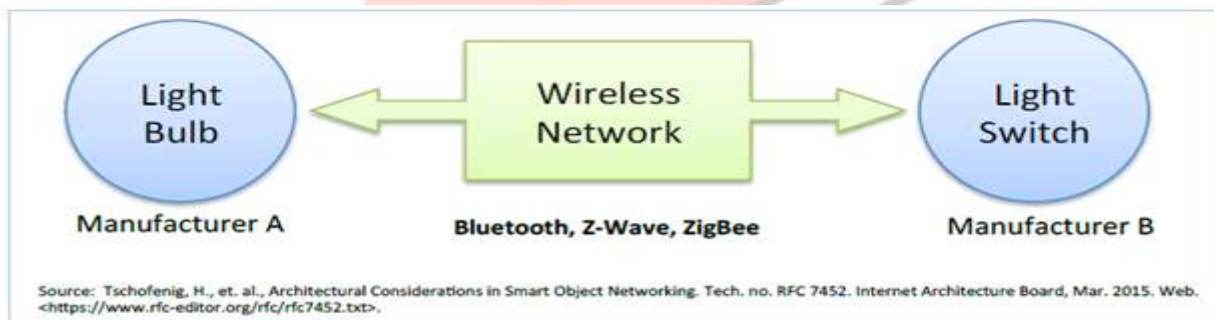 Light
Bulb
Wireless
Network
Light
Switch
Manufacturer A
Bluetooth, Z-Wave, ZigBee
Manufacturer B
Source: Tschofenig, H., et. al., Architectural Considerations in Smart Object Networking. Tech. no. RFC 7452. Internet Architecture Board, Mar. 2015. Web.
<https://www.rfc-editor.org/rfc/rfc7452.txt>.